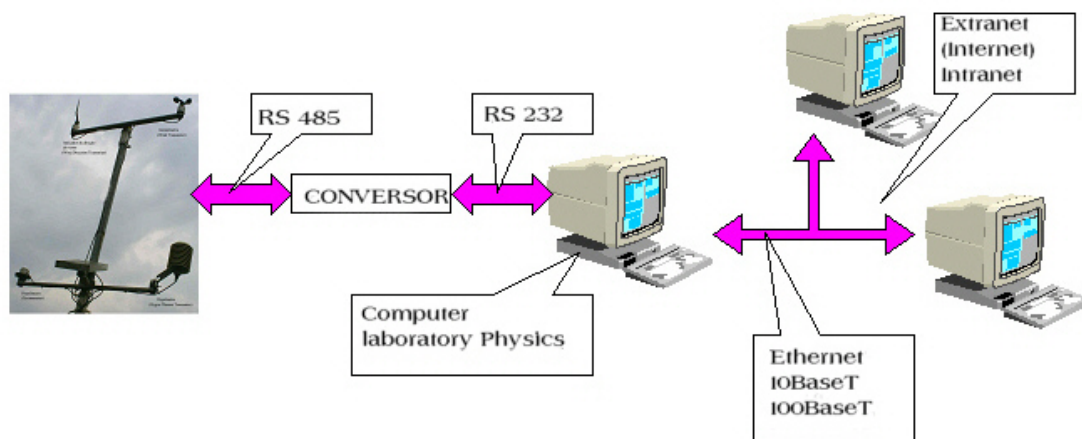 RS 485
CONVERSOR
RS 232
Computer
laboratory Physics
Extranet
(Internet)
Intranet
Ethernet
10BaseT
100BaseT